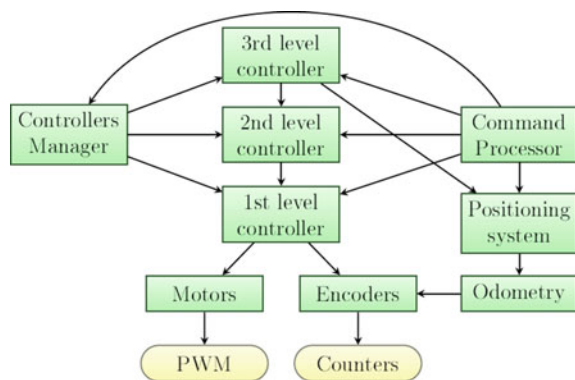 3rd level
controller
Controllers
Manager
2nd level
controller
Command
Processor
1st level
controller
Positioning
system
Motors
Encoders
Odometry
PWM
Counters